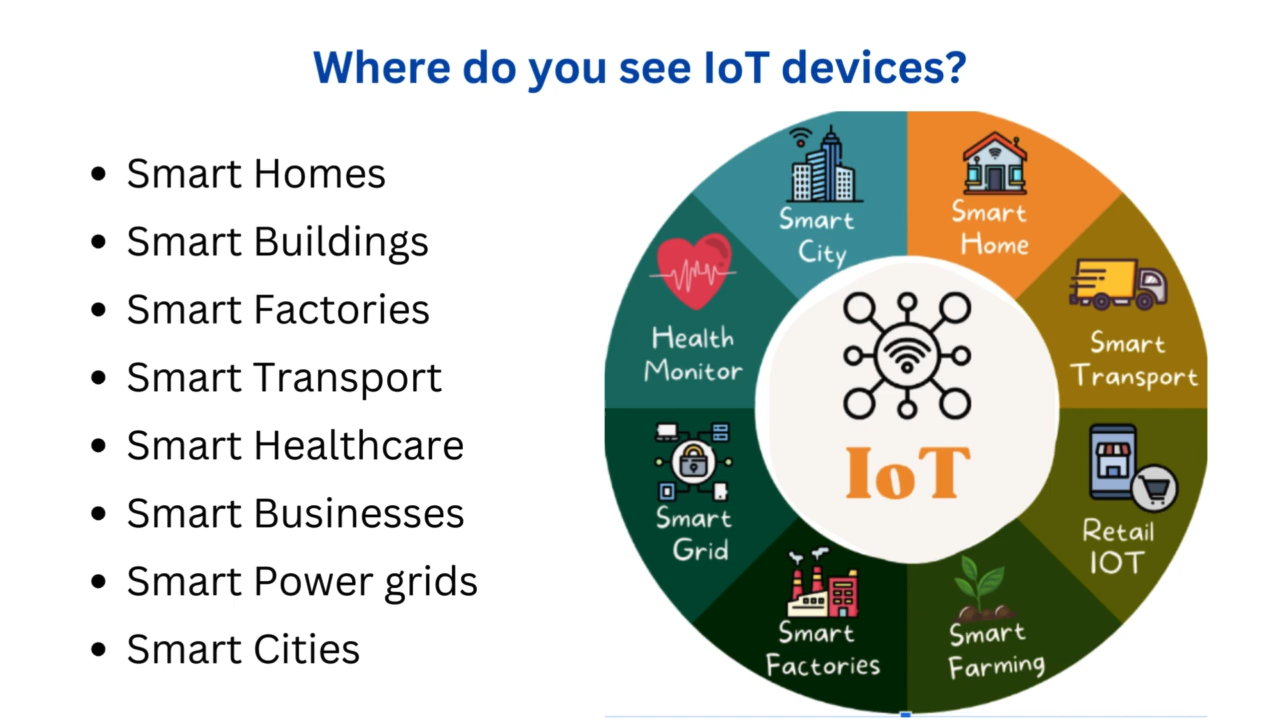 Where do you see IoT devices?
• Smart Homes
• Smart Buildings
• Smart Factories
• Smart Transport
• Smart Healthcare
• Smart Businesses
• Smart Power grids
• Smart Cities
Smart
City
Smart
Home
Smart
Transport
Retail
IOT
Smart
Farming
Smart
Factories
Smart
Grid
Health
Monitor
IoT